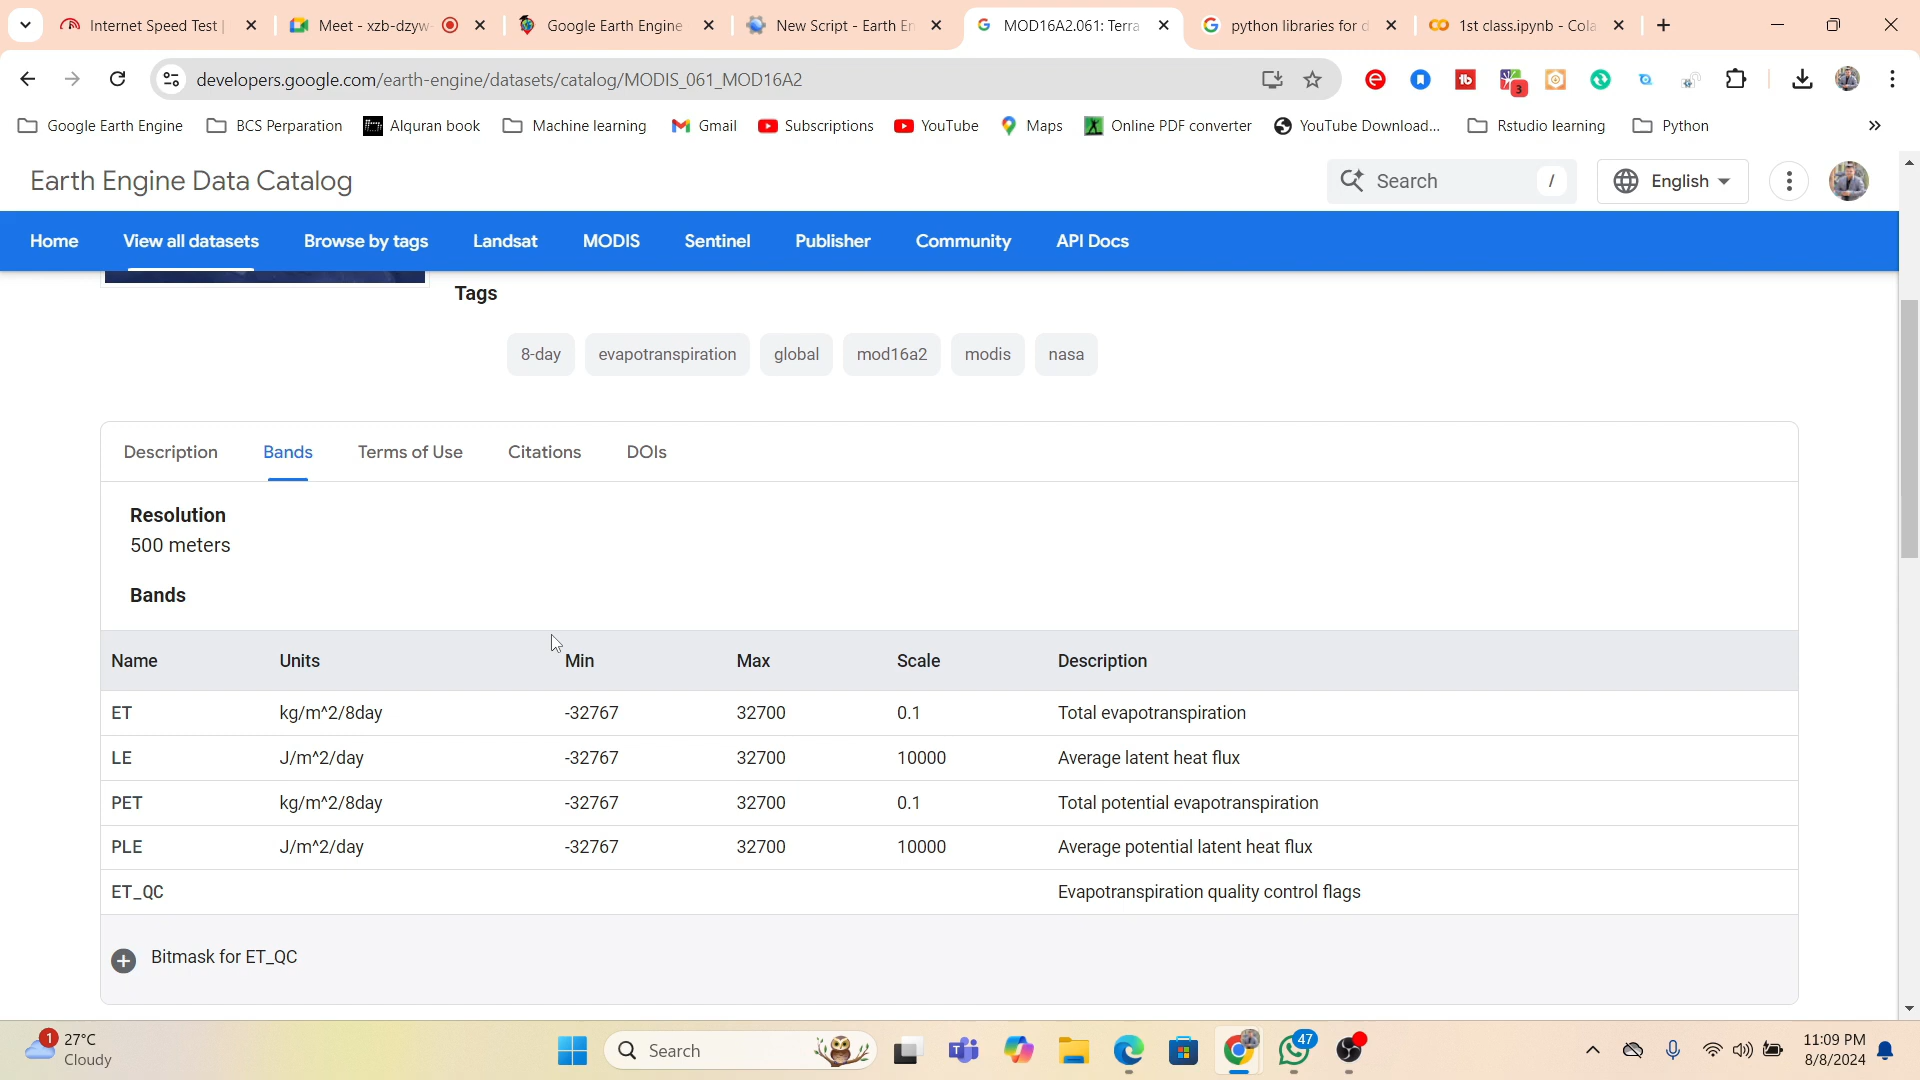 Internet Speed Test
Meet - xzb-dzyw
Google Earth Engine
New Script - Earth En
MOD16A2.061: Terra
python libraries for d
1st class.ipynb - Cola
developers.google.com/earth-engine/datasets/catalog/MODIS_061_MOD16A2
3
Google Earth Engine
BCS Perparation
Alquran book
Machine learning
Gmail
Subscriptions
YouTube
Maps
Online PDF converter
YouTube Download...
Rstudio learning
Python
Earth Engine Data Catalog
Search
/
English
Home
View all datasets
Browse by tags
Landsat
MODIS
Sentinel
Publisher
Community
API Docs
Tags
8-day
evapotranspiration
global
mod16a2
modis
nasa
Description
Bands
Terms of Use
Citations
DOIs
Resolution
500 meters
Bands
Name Units Min Max Scale Description
ET kg/m^2/8day -32767 32700 0.1 Total evapotranspiration
LE J/m^2/day -32767 32700 10000 Average latent heat flux
PET kg/m^2/8day -32767 32700 0.1 Total potential evapotranspiration
PLE J/m^2/day -32767 32700 10000 Average potential latent heat flux
ET_QC Evapotranspiration quality control flags
Bitmask for ET_QC
1
27°C
Cloudy
Search
47
11:09 PM
8/8/2024